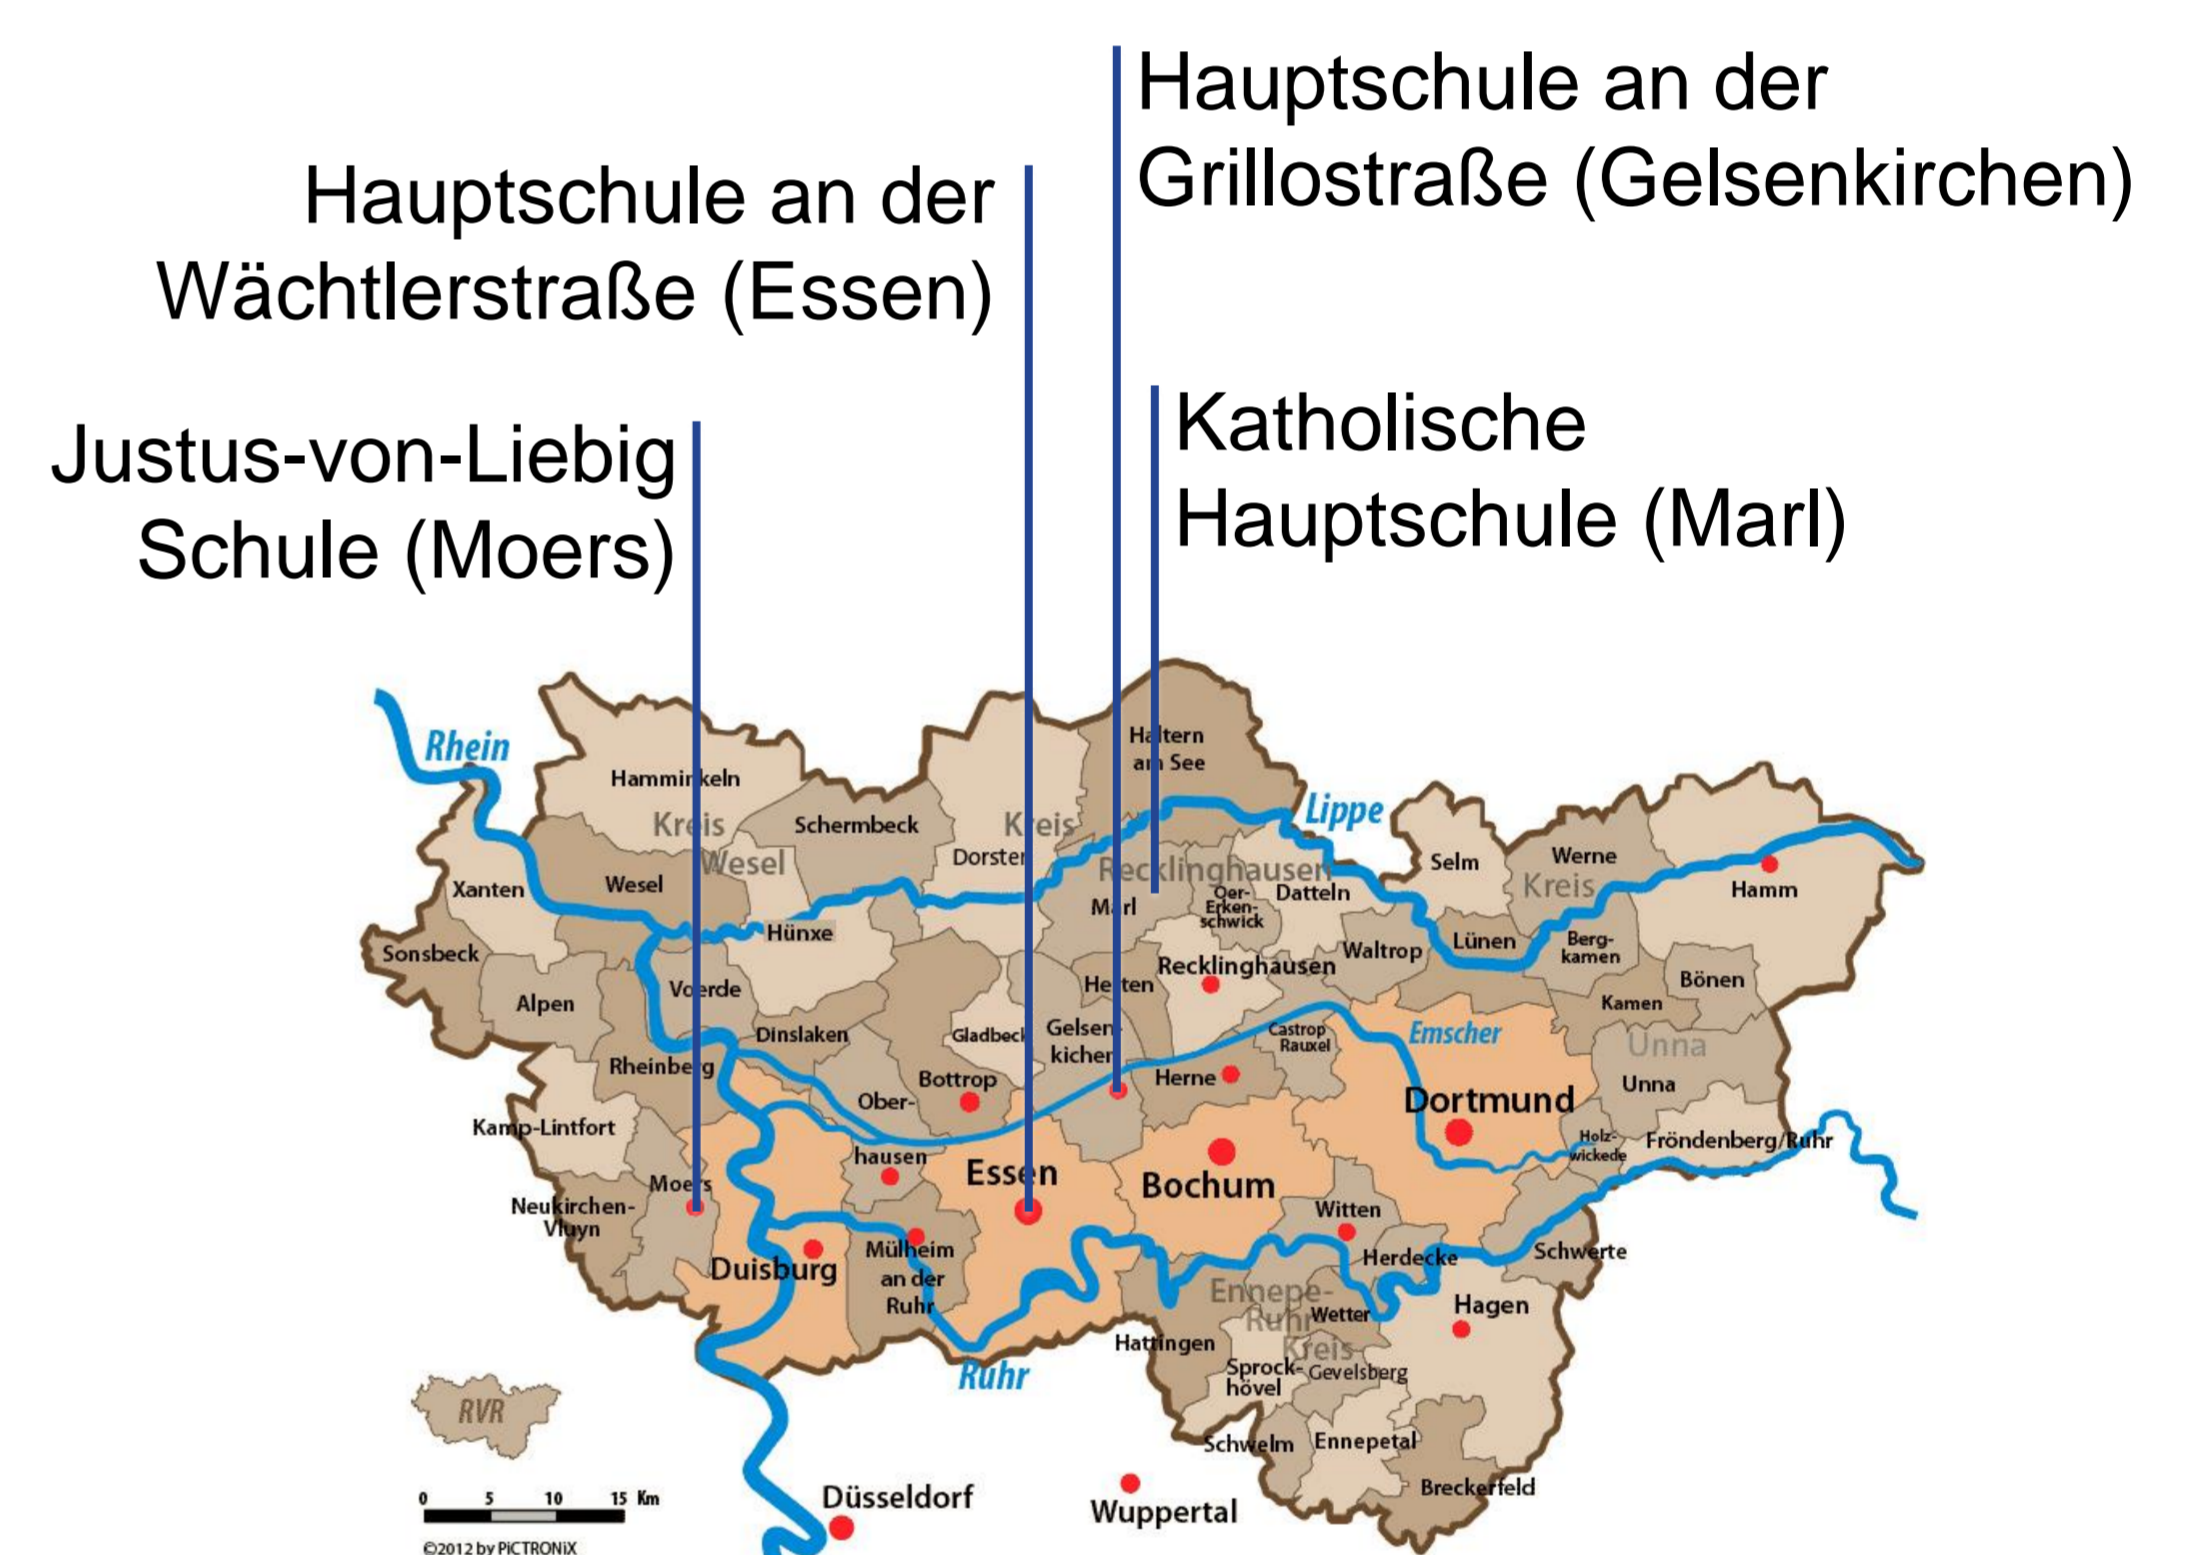 Hauptschule an der
Grillostraße (Gelsenkirchen)
Hauptschule an der
Wächtlerstraße (Essen)
Katholische
Hauptschule (Marl)
Justus-von-Liebig
Schule (Moers)
Rhein
Haltern
am See
Hamminkeln
Kreis
Wesel
Schermbeck
Kreis
Recklinghausen
Dorsten
Lippe
Selm
Werne
Kreis
Unna
Hamm
Xanten
Wesel
Marl
Oer-
Erken-
schwick
Datteln
Hünxe
Sonsbeck
Waltrop
Lünen
Berg-
kamen
Bönen
Alpen
Voerde
Herten
Recklinghausen
Kamen
Dinslaken
Gladbeck
Gelsen-
kichen
Castrop
Rauxel
Emscher
Rheinberg
Bottrop
Herne
Unna
Ober-
hausen
Dortmund
Kamp-Lintfort
Holz-
wickede
Fröndenberg/Ruhr
Moers
Essen
Bochum
Neukirchen-
Vluyn
Witten
Duisburg
Mülheim
an der
Ruhr
Herdecke
Schwerte
Ennepe-
Ruhr
Kreis
Wetter
Hagen
Hattingen
Ruhr
Sprock-
hövel
Gevelsberg
RVR
Schwelm
Ennepetal
Breckerfeld
0 5 10 15 Km
Düsseldorf
Wuppertal
©2012 by PiCTRONiX